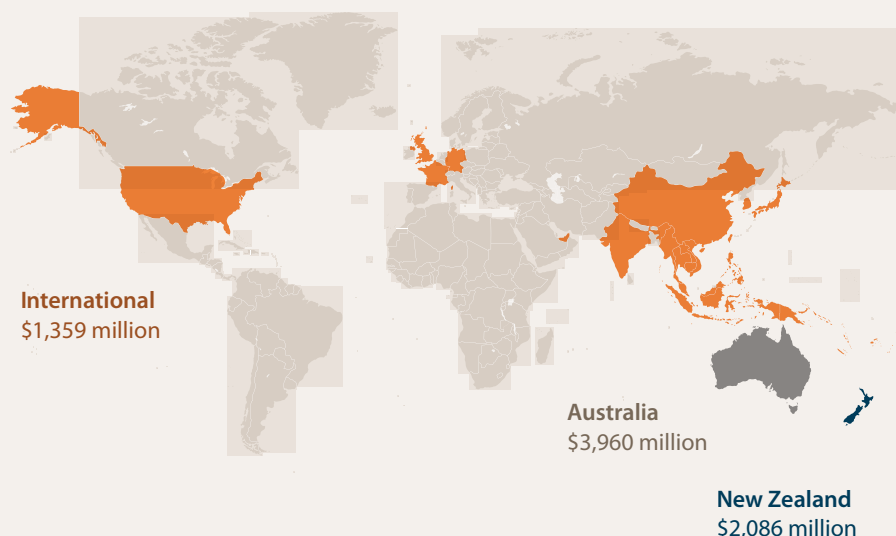 International
$1,359 million
Australia
$3,960 million
New Zealand
$2,086 million